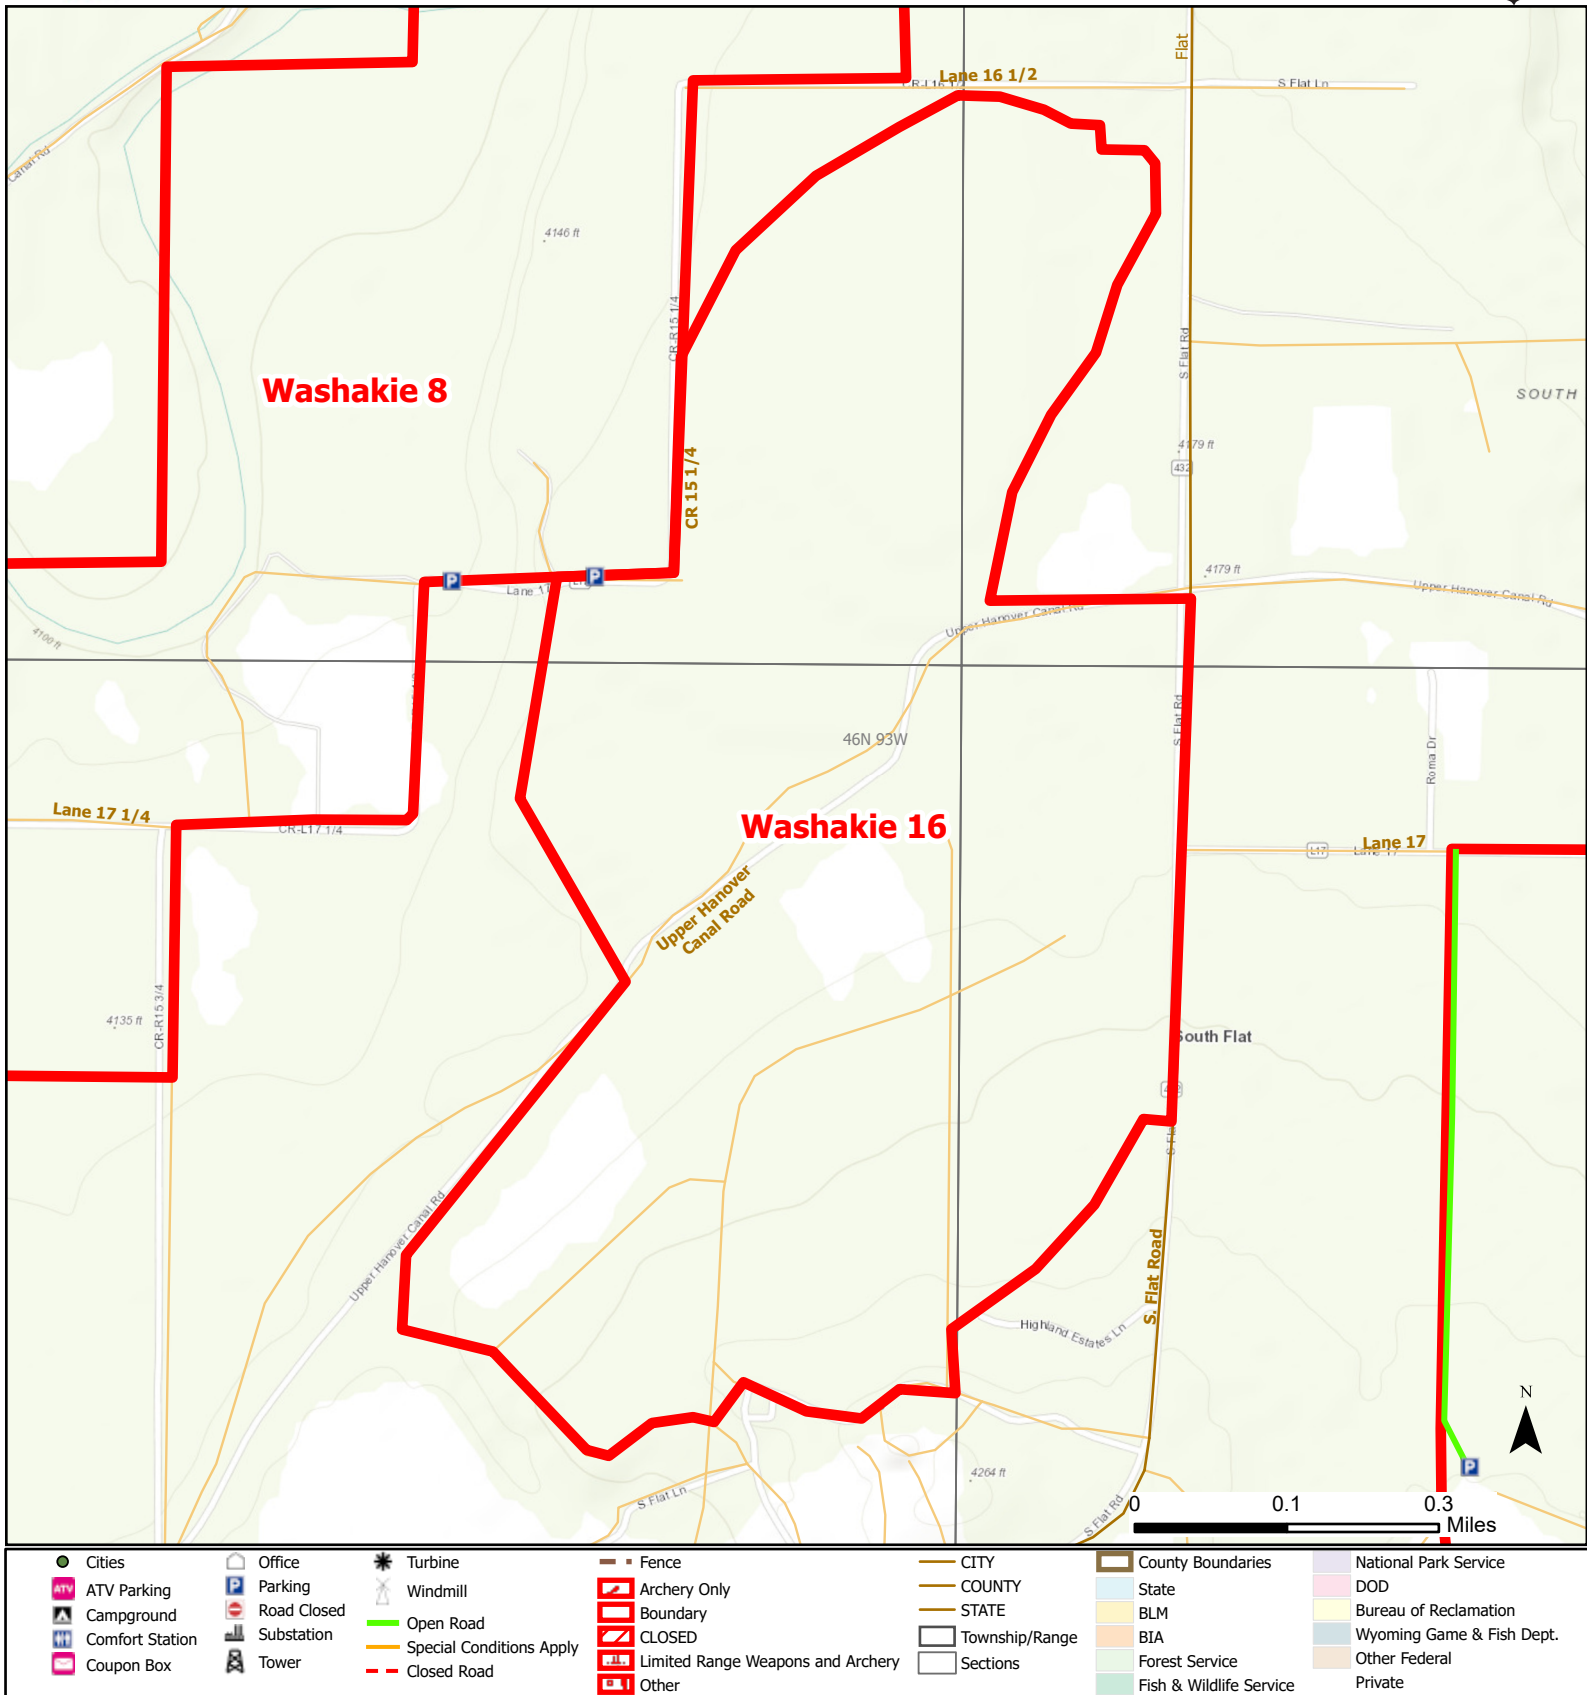 Flat
Lane 16 1/2
S Flat Ln
Canal Rd
4146 ft
CR-R15 1/4
S Flat Rd
Washakie 8
SOUTH
4179 ft
432
CR 15 1/4
4179 ft
Lane 17
Upper Hanover Canal Rd
Upper Hanover Canal Rd
4100 ft
S Flat Rd
46N 93W
Roma Dr
Lane 17 1/4
CR-L17 1/4
Washakie 16
L17
Lane 17
Upper Hanover
Canal Road
CR-R15 3/4
4135 ft
South Flat
Upper Hanover Canal Rd
S. Flat Road
Highland Estates Ln
N
4264 ft
S Flat Ln
S Flat Rd
0 0.1 0.3
Miles
Cities
ATV Parking
Campground
Comfort Station
Coupon Box
Office
Parking
Road Closed
Substation
Tower
Turbine
Windmill
Open Road
Special Conditions Apply
Closed Road
Fence
Archery Only
Boundary
CLOSED
Limited Range Weapons and Archery
Other
CITY
COUNTY
STATE
Township/Range
Sections
County Boundaries
State
BLM
BIA
Forest Service
Fish & Wildlife Service
National Park Service
DOD
Bureau of Reclamation
Wyoming Game & Fish Dept.
Other Federal
Private